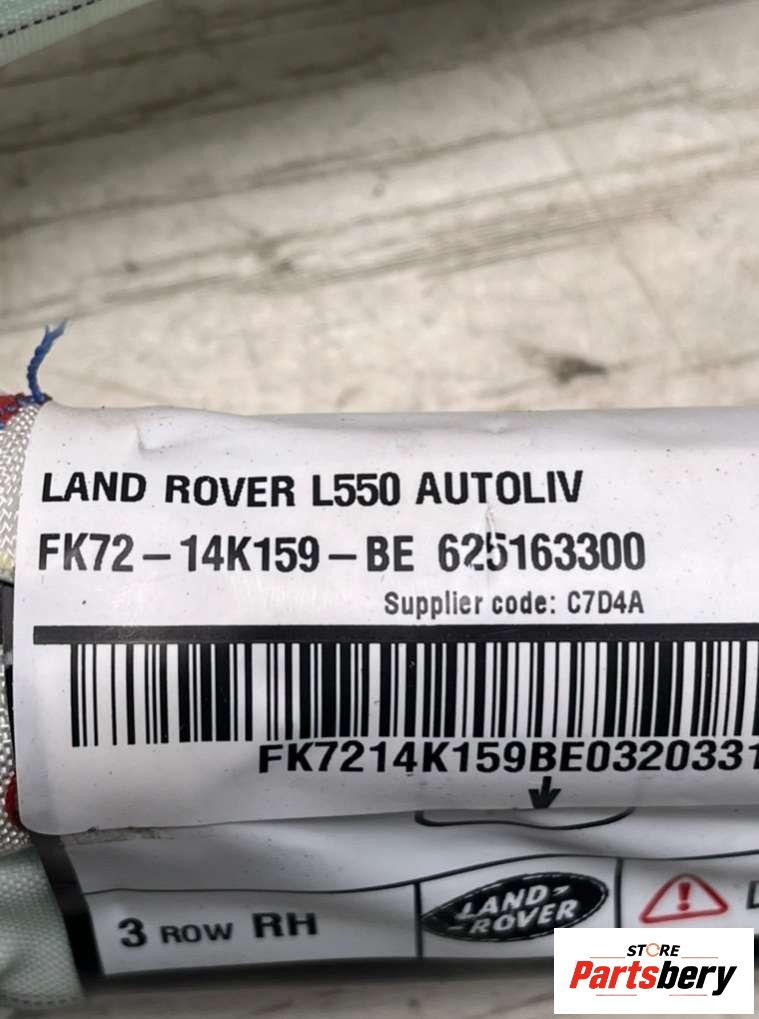 LAND ROVER L550 AUTOLIV
FK72-14K159-BE 625163300
Supplier code: C7D4A
FK7214K159BE0320331
3 ROW RH
LAND-
-ROVER
STORE
Partsbery